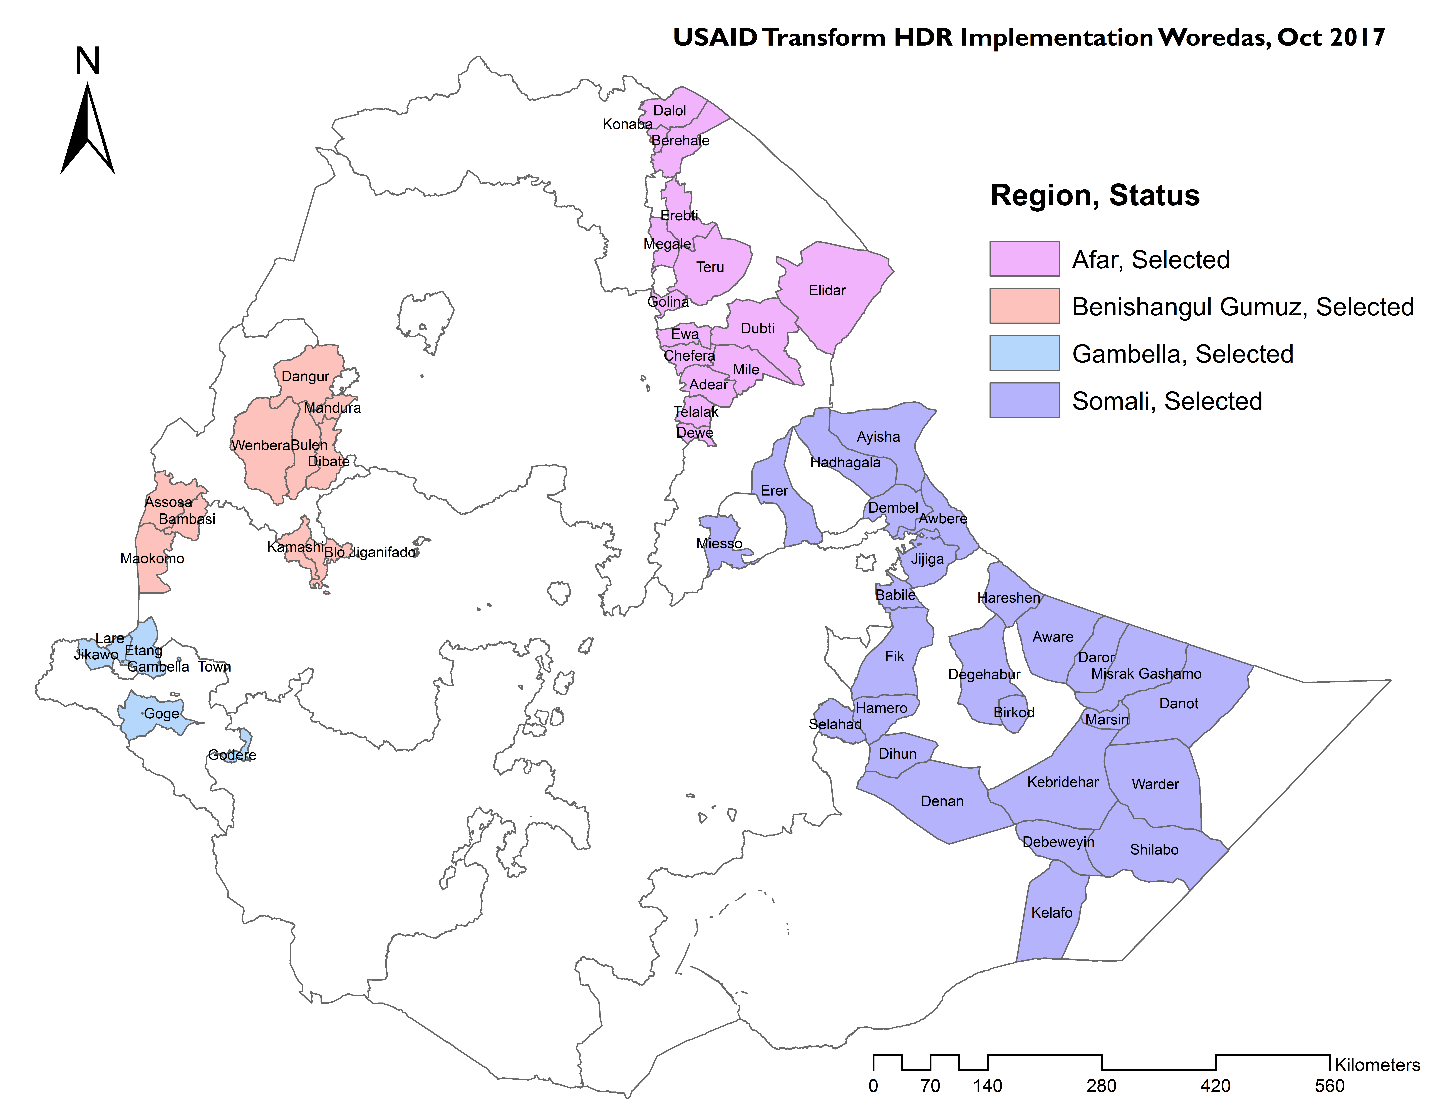 USAID Transform HDR Implementation Woredas, Oct 2017
N
Region, Status
Afar, Selected
Benishangul Gumuz, Selected
Gambella, Selected
Somali, Selected
Dalol
Konaba
Berehale
Erebti
Megale
Teru
Elidar
Golina
Dubti
Ewa
Chefera
Mile
Adear
Telalak
Dewe
Dangur
Mandura
Wenbera
Bulen
Dibate
Assosa
Bambasi
Maokomo
Kamashi
Blo Jiganifado
Lare
Jikawo
Etang
Gambella Town
Goge
Godere
Ayisha
Hadhagala
Erer
Dembel
Awbere
Miesso
Jijiga
Babile
Hareshen
Aware
Fik
Daror
Degehabur
Misrak Gashamo
Danot
Hamero
Birkod
Marsin
Selahad
Dihun
Kebridehar
Warder
Denan
Debeweyin
Shilabo
Kelafo
Kilometers
0 70 140 280 420 560